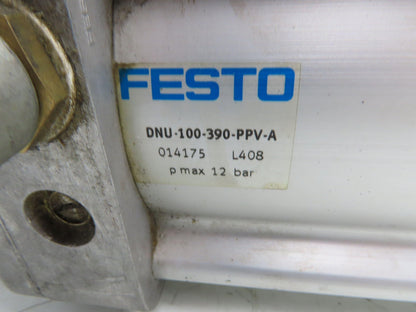 FESTO
DNU-100-390-PPV-A
014175 L408
p max 12 bar